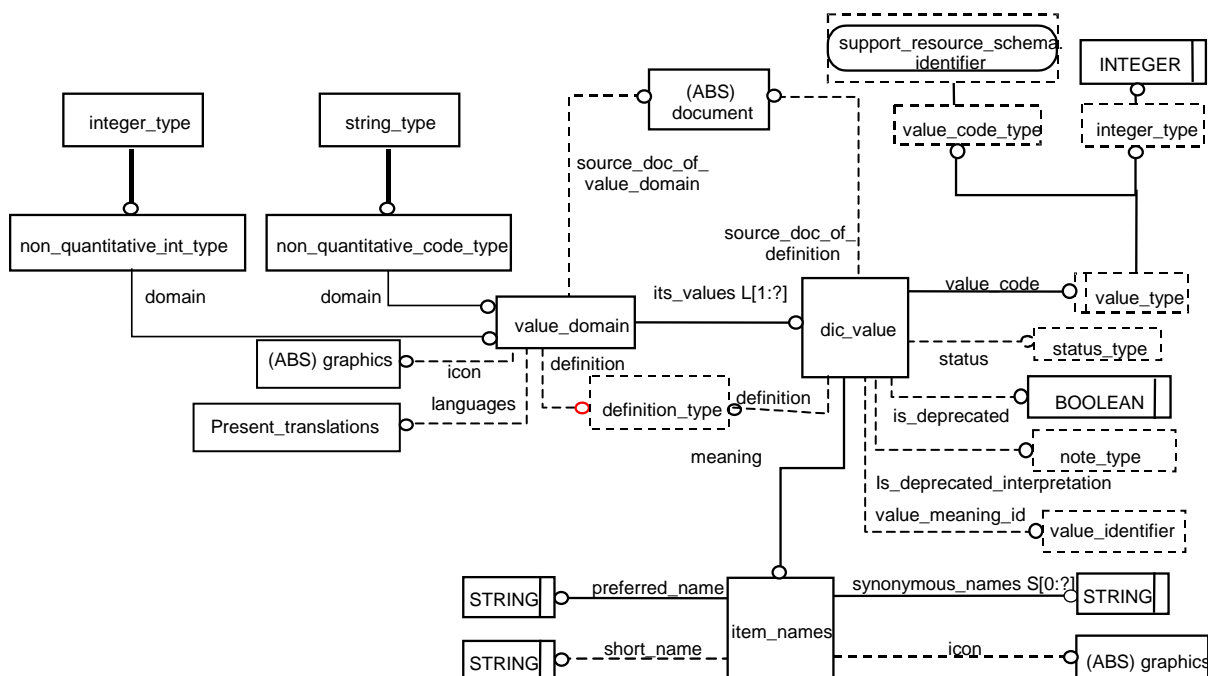 support_resource_schema.
identifier
INTEGER
(ABS)
document
integer_type
string_type
value_code_type
integer_type
source_doc_of_
value_domain
source_doc_of_
definition
non_quantitative_int_type
non_quantitative_code_type
domain
domain
its_values L[1:?]
value_code
value_type
value_domain
dic_value
status_type
status
(ABS) graphics
icon
definition
definition_type
definition
BOOLEAN
is_deprecated
languages
Present_translations
meaning
note_type
Is_deprecated_interpretation
value_meaning_id
value_identifier
STRING
preferred_name
synonymous_names S[0:?]
STRING
item_names
STRING
short_name
icon
(ABS) graphics